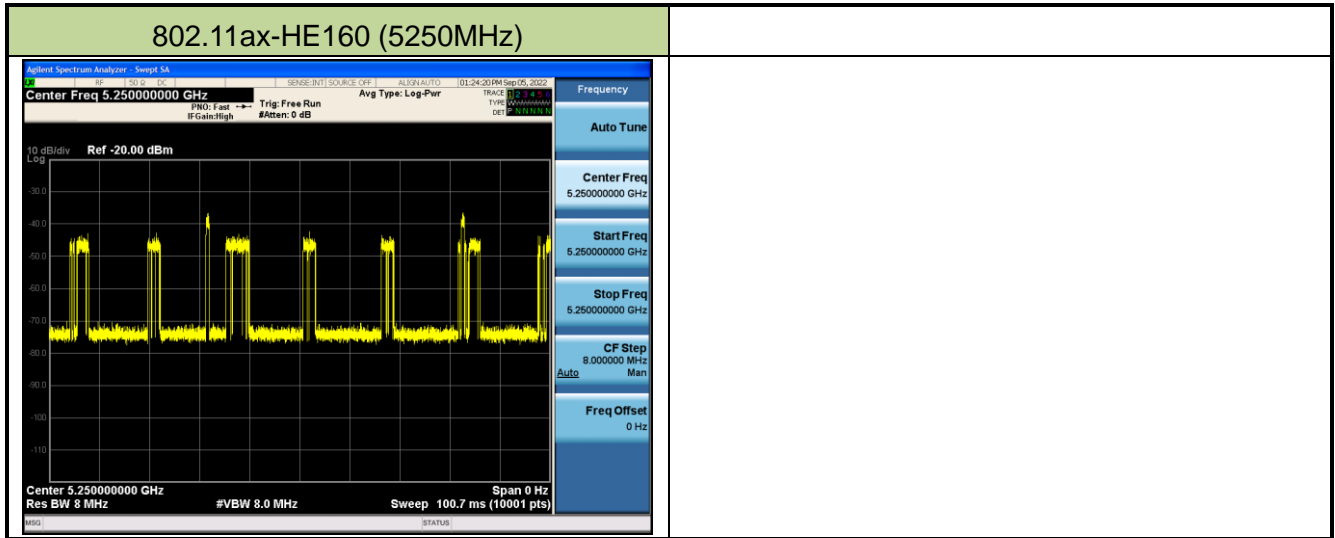 802.11ax-HE160 (5250MHz)
Agilent Spectrum Analyzer - Swept SA
RF 50 Ω DC SENSE:INT SOURCE OFF ALIGN AUTO 01:24:20 PM Sep 05, 2022
Center Freq 5.250000000 GHz Avg Type: Log-Pwr TRACE 1 2 3 4 5 6
PNO: Fast Trig: Free Run TYPE
IFGain:High #Atten: 0 dB DET P N N N N N
Frequency
Auto Tune
Center Freq
5.250000000 GHz
Start Freq
5.250000000 GHz
Stop Freq
5.250000000 GHz
CF Step
8.000000 MHz
Auto Man
Freq Offset
0 Hz
10 dB/div Ref -20.00 dBm
Log
-30.0
-40.0
-50.0
-60.0
-70.0
-80.0
-90.0
-100
-110
Center 5.250000000 GHz Span 0 Hz
Res BW 8 MHz #VBW 8.0 MHz Sweep 100.7 ms (10001 pts)
MSG STATUS